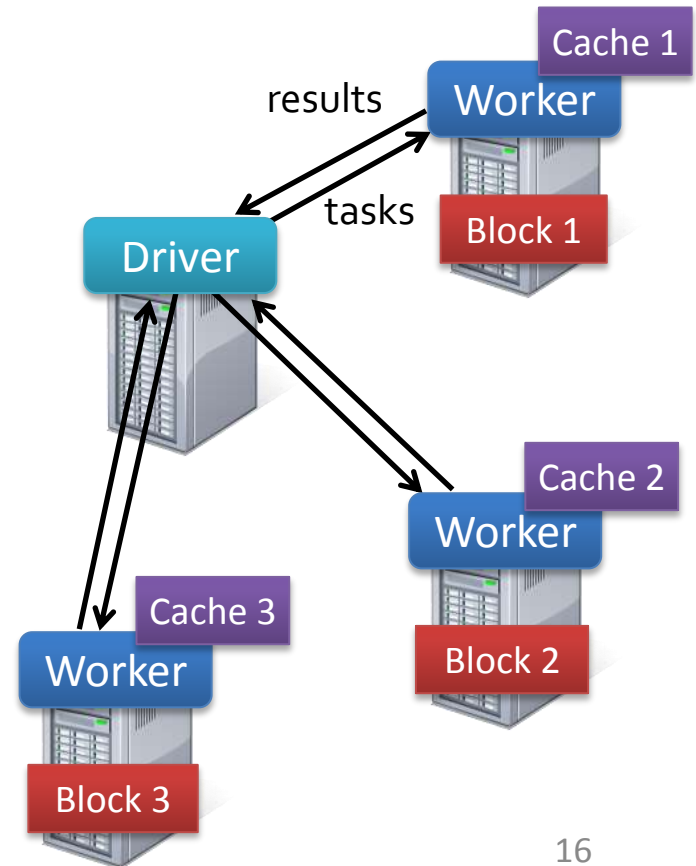 Cache 1
Worker
results
tasks
Block 1
Driver
Cache 2
Worker
Block 2
Cache 3
Worker
Block 3
16